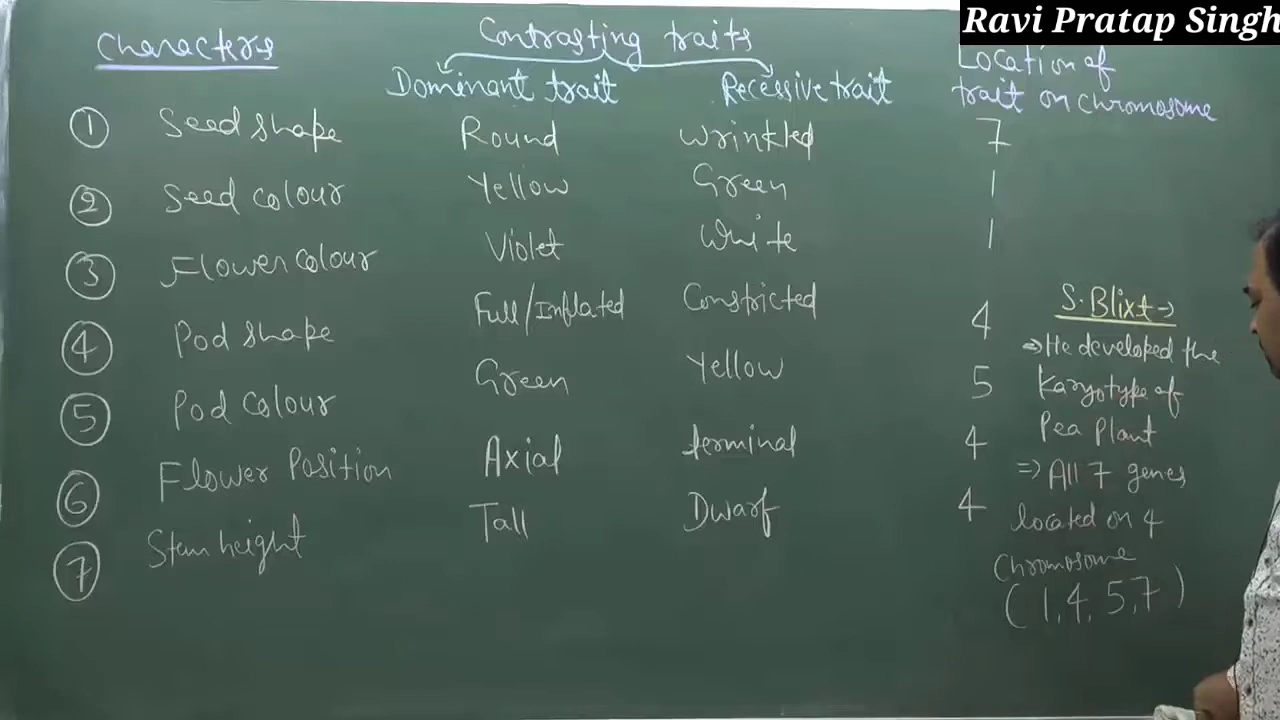 Ravi Pratap Singh
Characters
Contrasting traits
Dominant trait Recessive trait
Location of
trait on chromosome
① Seed shape Round Wrinkled 7
② Seed colour Yellow Green 1
③ Flower colour Violet White 1
④ Pod shape Full/Inflated Constricted 4
⑤ Pod Colour Green Yellow 5
⑥ Flower Position Axial terminal 4
⑦ Stem height Tall Dwarf 4
S. Blixt →
⇒ He developed the
Karyotype of
Pea Plant
⇒ All 7 genes
located on 4
Chromosome
(1, 4, 5, 7)